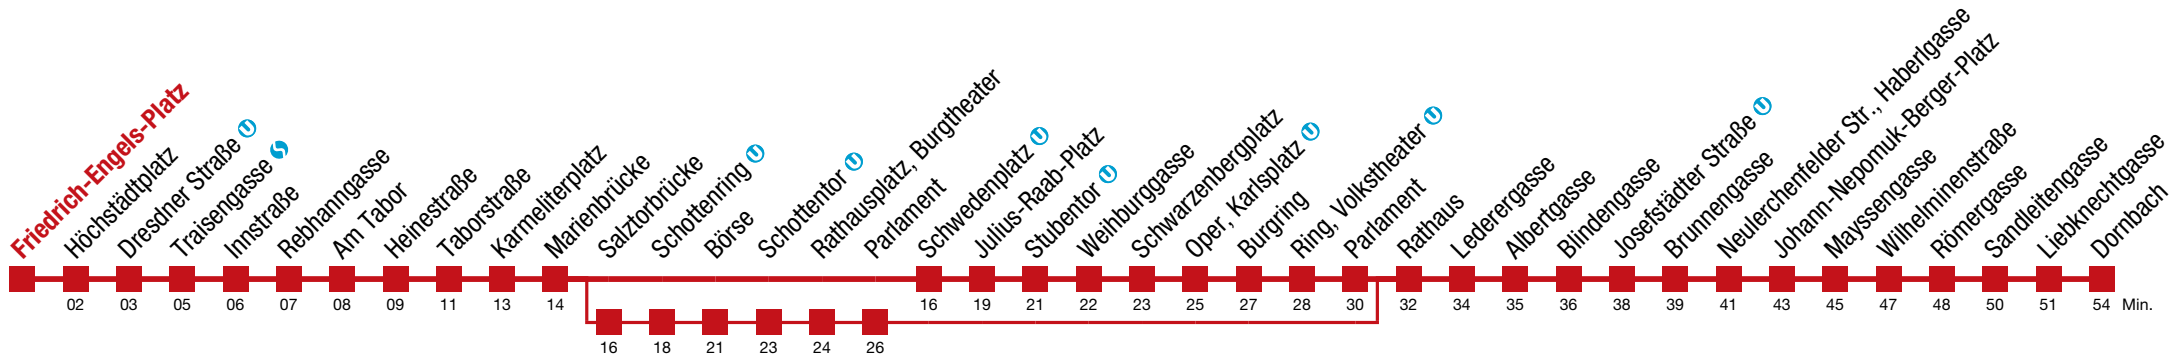 Friedrich-Engels-Platz
Höchstädtplatz
Dresdner Straße U
Traisengasse S
Innstraße
Rebhanngasse
Am Tabor
Heinestraße
Taborstraße
Karmeliterplatz
Marienbrücke
Salztorbrücke
Schottenring U
Börse
Schottentor U
Rathausplatz, Burgtheater
Parlament
Schwedenplatz U
Julius-Raab-Platz
Stubentor U
Weihburggasse
Schwarzenbergplatz
Oper, Karlsplatz U
Burgring
Ring, Volkstheater U
Parlament
Rathaus
Lederergasse
Albertgasse
Blindengasse
Josefstädter Straße U
Brunnengasse
Neulerchenfelder Str., Haberlgasse
Johann-Nepomuk-Berger-Platz
Mayssengasse
Wilhelminenstraße
Römergasse
Sandleitengasse
Liebknechtgasse
Dornbach
02 03 05 06 07 08 09 11 13 14 16 19 21 22 23 25 27 28 30 32 34 35 36 38 39 41 43 45 47 48 50 51 54 Min.
16 18 21 23 24 26